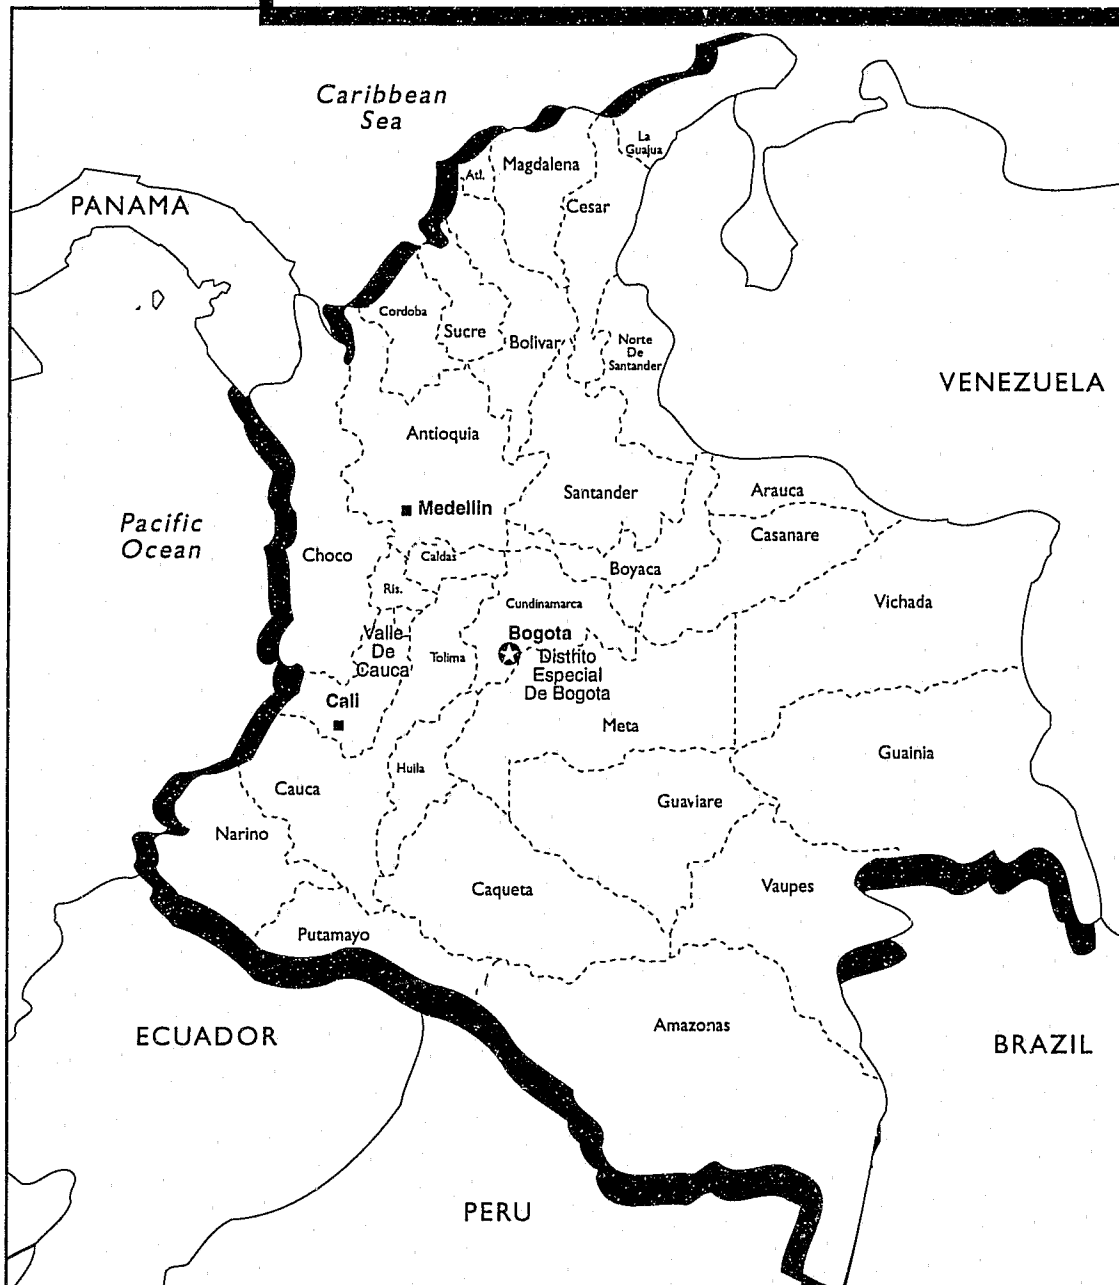 Caribbean
Sea
La
Guajua
Magdalena
Atl.
PANAMA
Cesar
Cordoba
Sucre
Bolivar
Norte
De
Santander
VENEZUELA
Antioquia
Santander
Arauca
Medellin
Pacific
Ocean
Casanare
Choco
Caldas
Boyaca
Ris.
Cundinamarca
Vichada
Valle
De
Cauca
Bogota
Tolima
Distrito
Especial
De Bogota
Cali
Meta
Guainia
Huila
Cauca
Guaviare
Narino
Caqueta
Vaupes
Putamayo
Amazonas
ECUADOR
BRAZIL
PERU